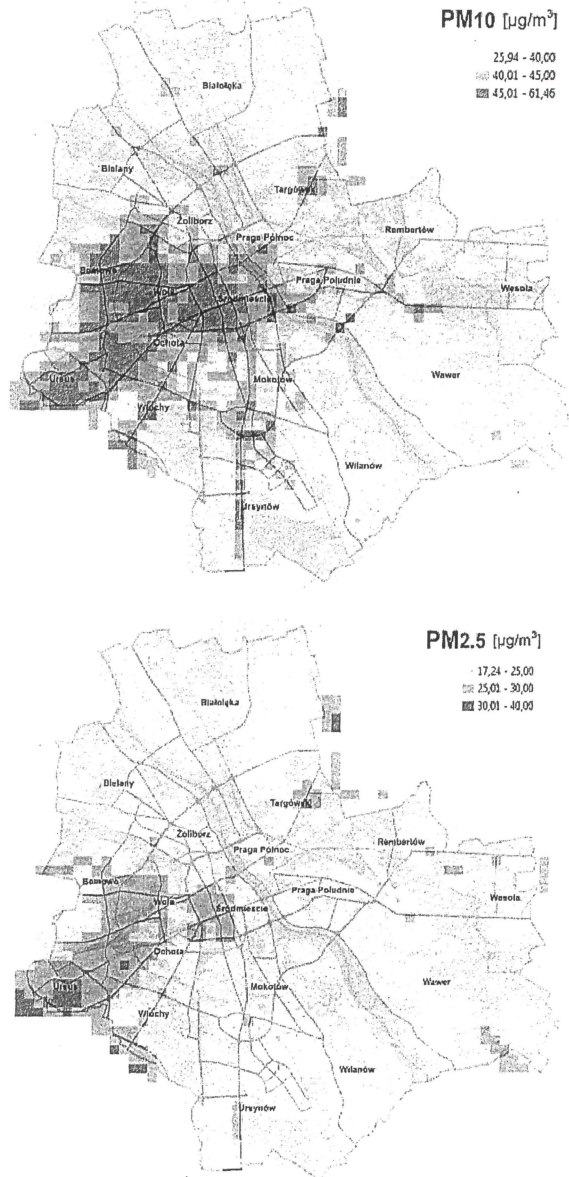 PM10 [µg/m³]
25,94 - 40,00
40,01 - 45,00
45,01 - 61,46
Białołęka
Bielany
Targówek
Żoliborz
Praga Północ
Rembertów
Bemowo
Praga Południe
Wola
Śródmieście
Wesoła
Ochota
Ursus
Mokotów
Wawer
Włochy
Wilanów
Ursynów
PM2.5 [µg/m³]
17,24 - 25,00
25,01 - 30,00
30,01 - 40,00
Białołęka
Bielany
Targówek
Żoliborz
Rembertów
Praga Północ
Bemowo
Praga Południe
Wola
Śródmieście
Wesoła
Ochota
Ursus
Mokotów
Wawer
Włochy
Wilanów
Ursynów